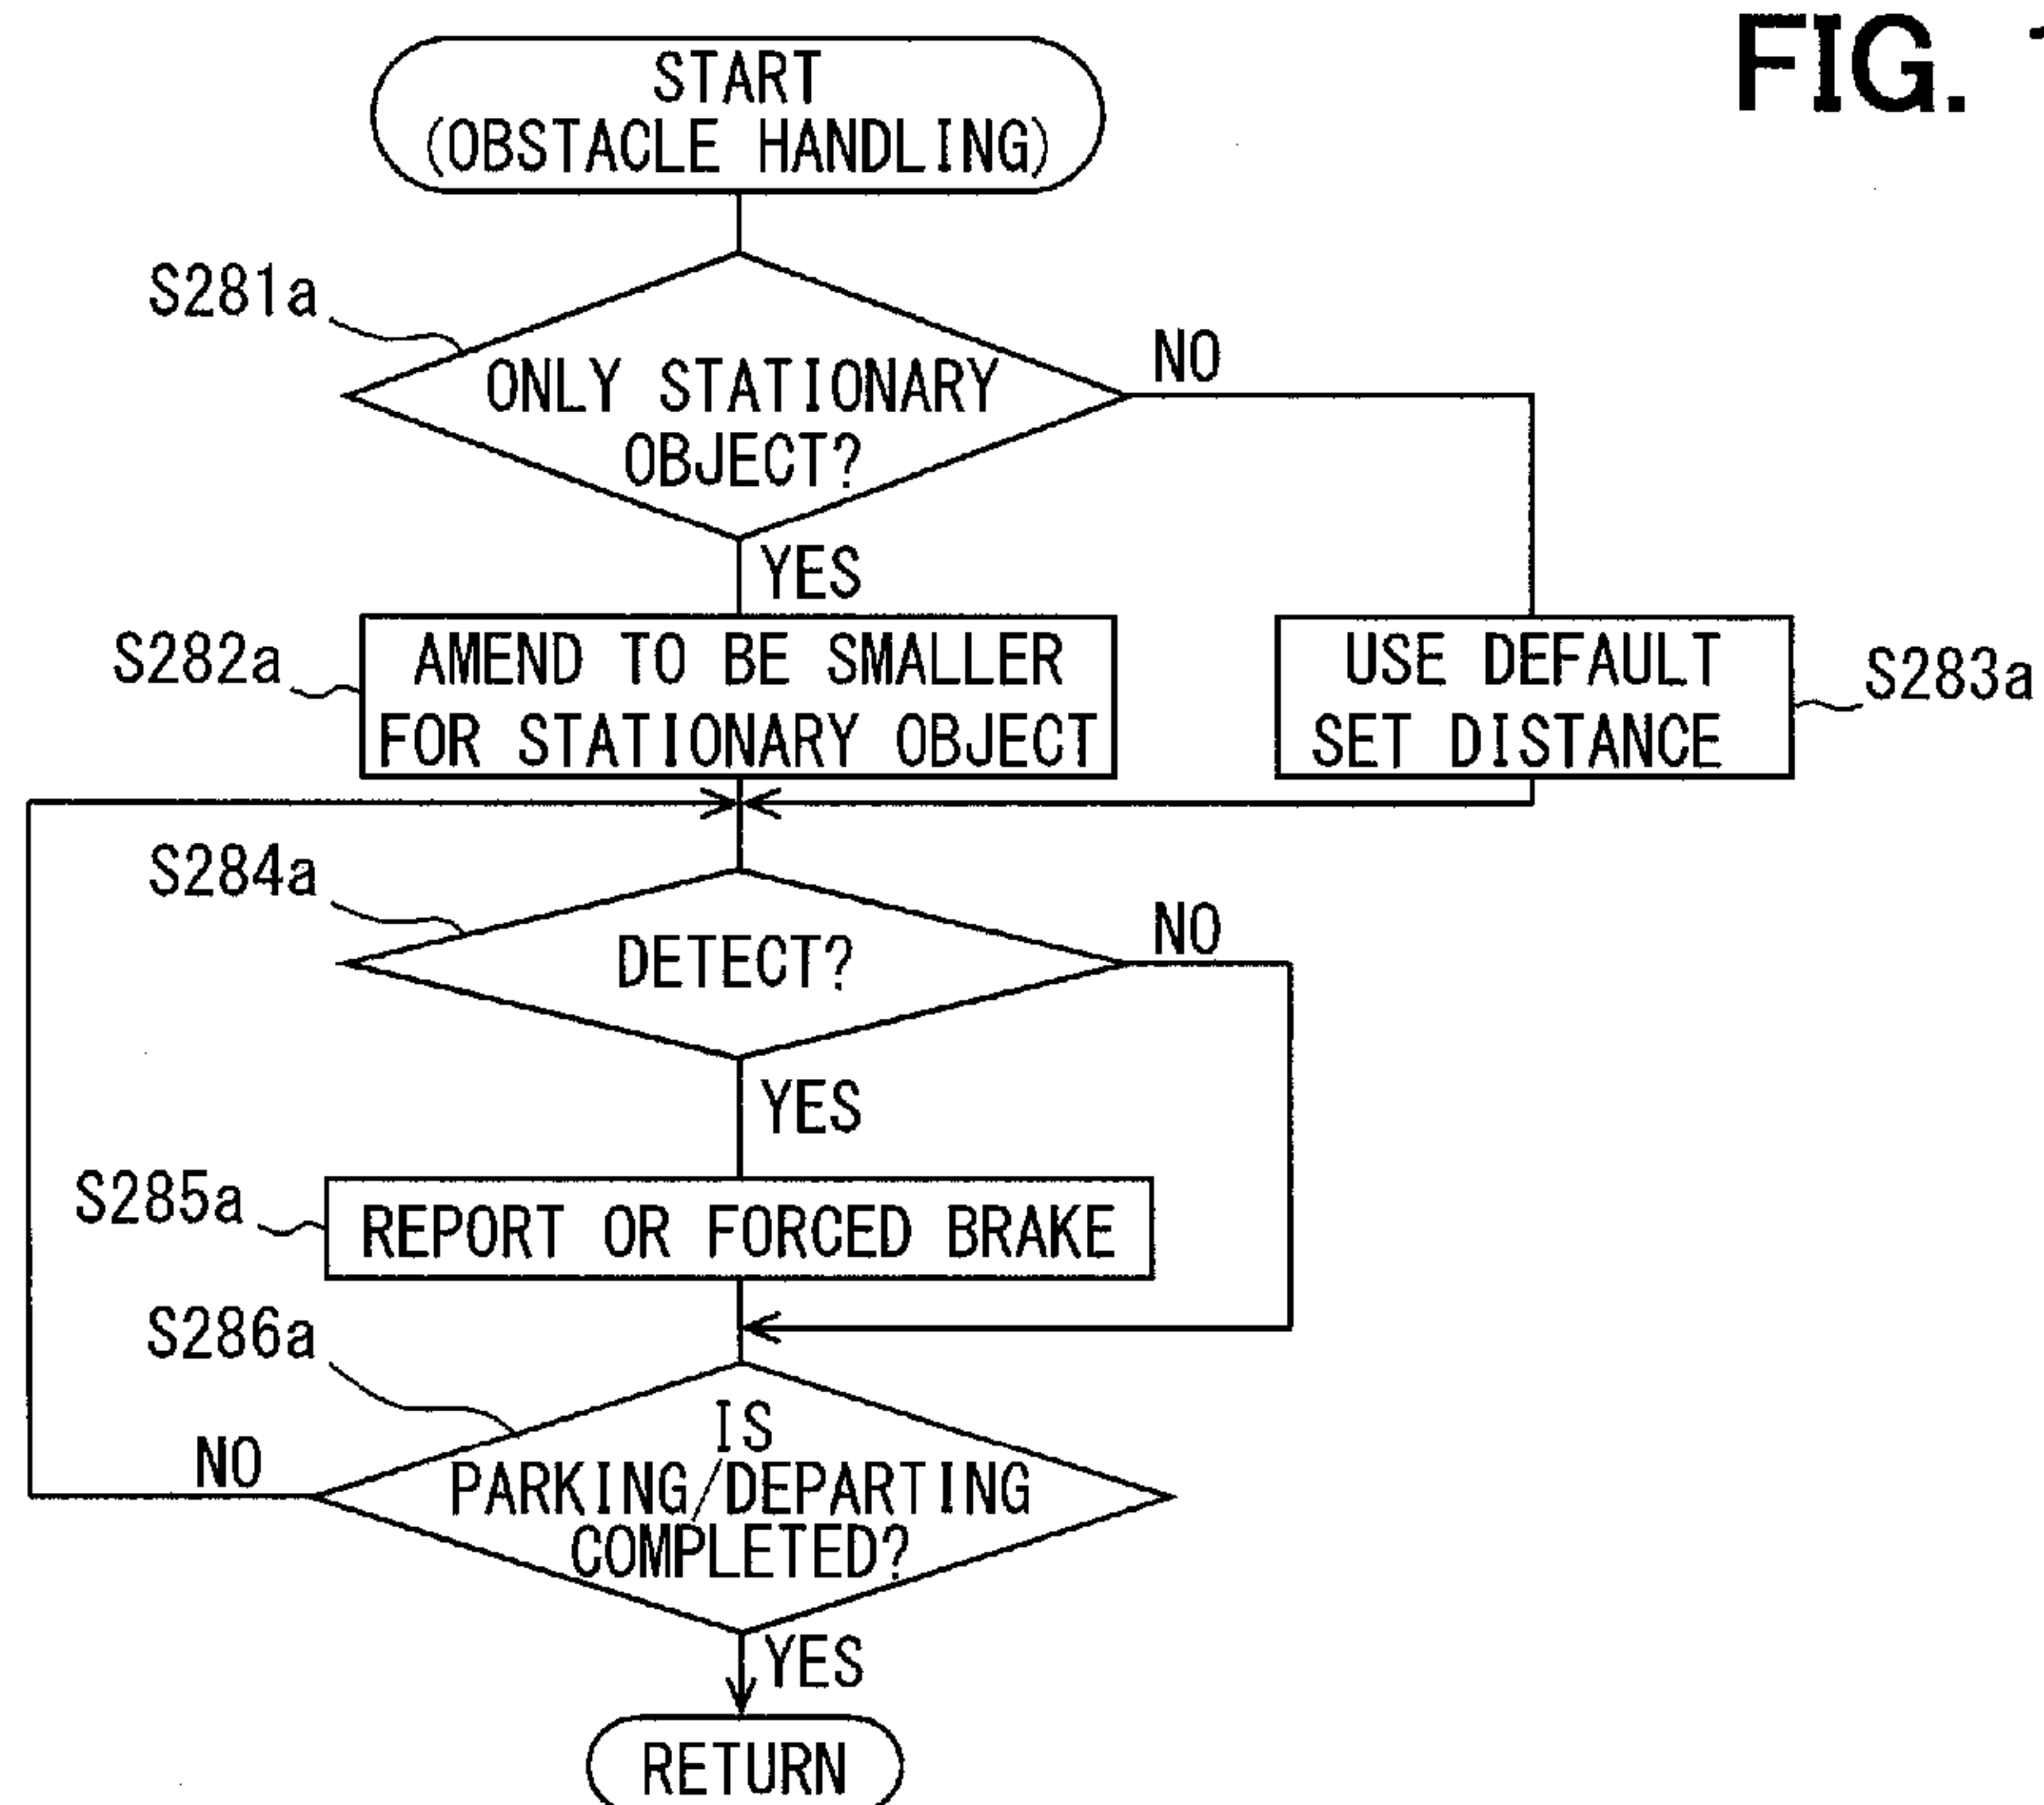 FIG.
START
(OBSTACLE HANDLING)
S281a
ONLY STATIONARY
OBJECT?
NO
YES
S282a
AMEND TO BE SMALLER
FOR STATIONARY OBJECT
USE DEFAULT
SET DISTANCE
S283a
S284a
DETECT?
NO
YES
S285a
REPORT OR FORCED BRAKE
S286a
IS
PARKING/DEPARTING
COMPLETED?
NO
YES
RETURN